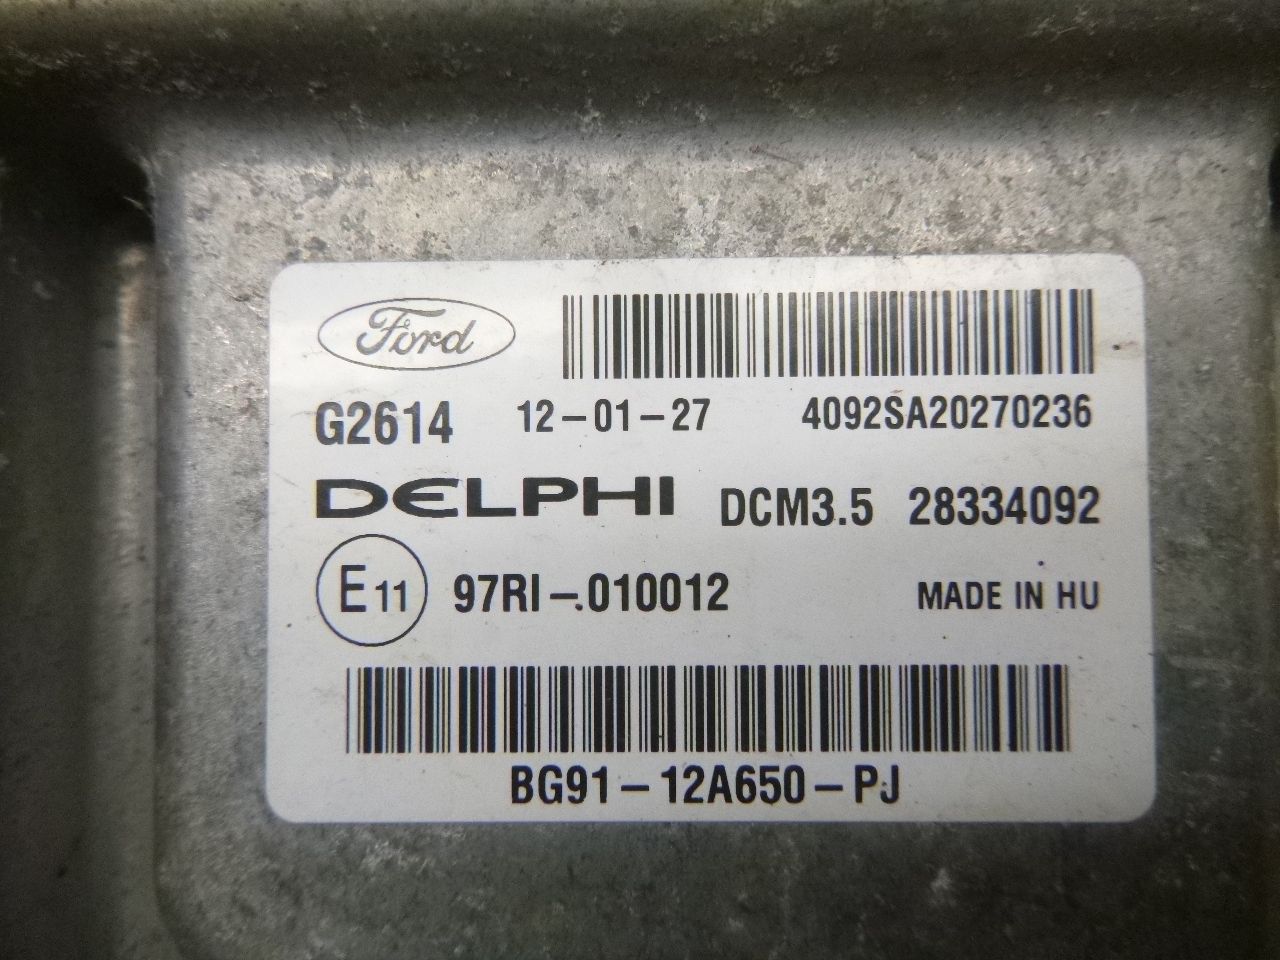 Ford
G2614 12-01-27 4092SA20270236
DELPHI DCM3.5 28334092
E11 97RI-010012 MADE IN HU
BG91-12A650-PJ